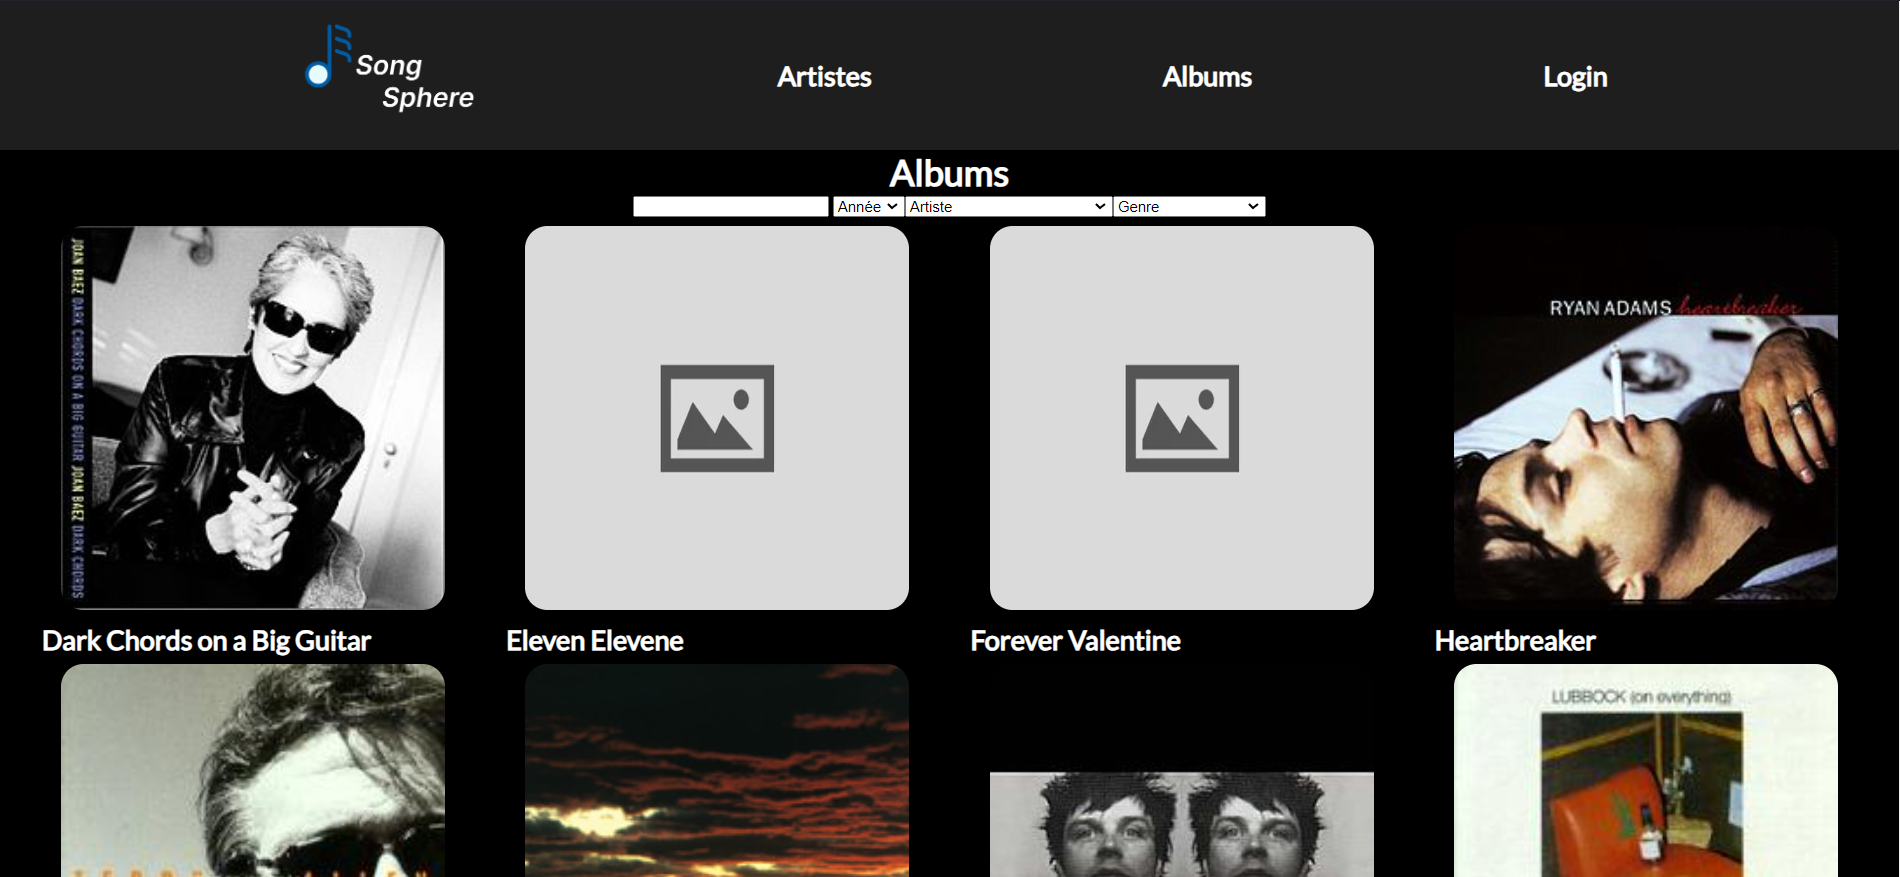 Song
Sphere
Artistes
Albums
Login
Albums
Année
Artiste
Genre
JOAN BAEZ DARK CHORDS ON A BIG GUITAR JOAN BAEZ DARK CHORDS
RYAN ADAMS heartbreaker
Dark Chords on a Big Guitar
Eleven Elevene
Forever Valentine
Heartbreaker
LUBBOCK (on everything)